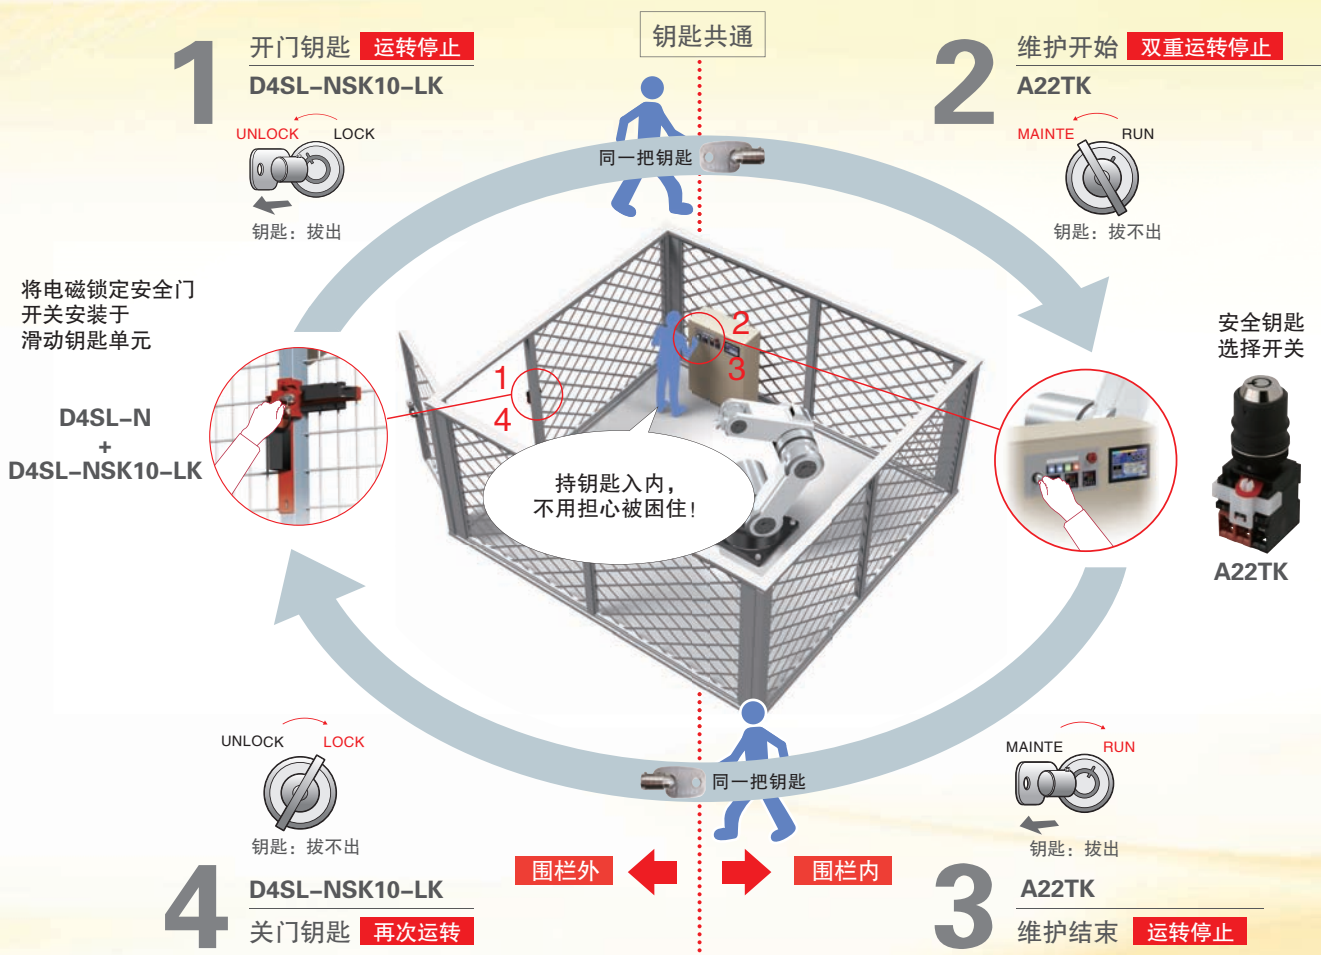 钥匙共通
1
开门钥匙 运转停止
D4SL-NSK10-LK
UNLOCK LOCK
钥匙：拔出
2
维护开始 双重运转停止
A22TK
MAINTE RUN
钥匙：拔不出
同一把钥匙
将电磁锁定安全门
开关安装于
滑动钥匙单元
D4SL-N
+
D4SL-NSK10-LK
1
4
2
3
持钥匙入内，
不用担心被困住！
安全钥匙
选择开关
A22TK
UNLOCK LOCK
钥匙：拔不出
4
D4SL-NSK10-LK
关门钥匙 再次运转
同一把钥匙
围栏外 围栏内
MAINTE RUN
钥匙：拔出
3
A22TK
维护结束 运转停止